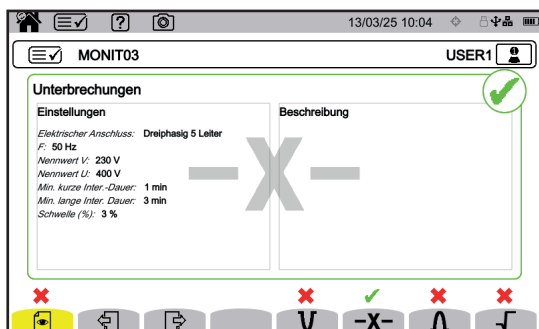 13/03/25 10:04
MONIT03 USER1
Unterbrechungen
Einstellungen
Elektrischer Anschluss: Dreiphasig 5 Leiter
F: 50 Hz
Nennwert V: 230 V
Nennwert U: 400 V
Min. kurze Inter.-Dauer: 1 min
Min. lange Inter. Dauer: 3 min
Schwelle (%): 3 %
Beschreibung
-X-
-X-